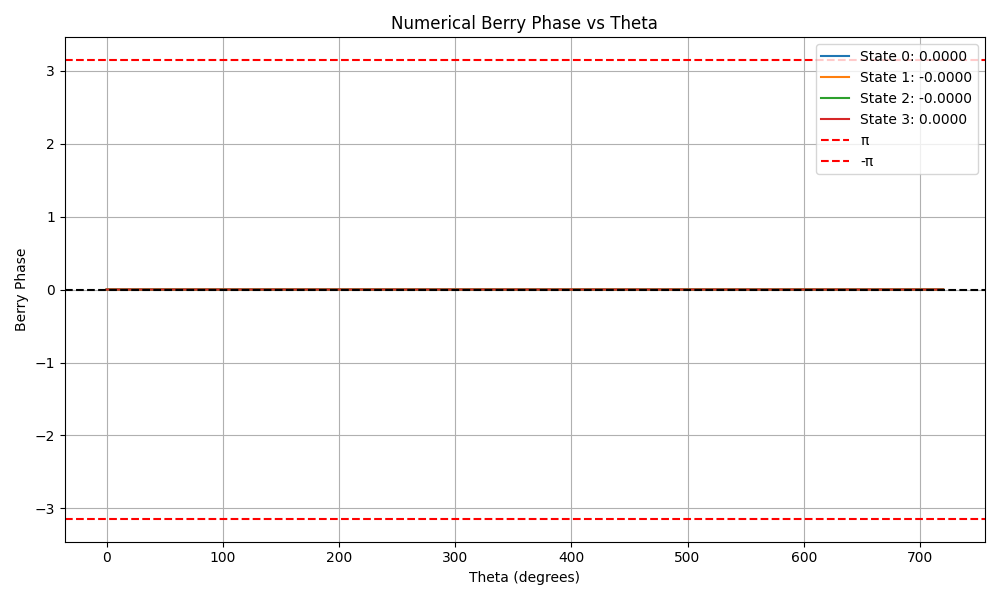 Numerical Berry Phase vs Theta
State 0: 0.0000
State 1: -0.0000
State 2: -0.0000
State 3: 0.0000
π
-π
3
2
1
0
−1
−2
−3
Berry Phase
0 100 200 300 400 500 600 700
Theta (degrees)